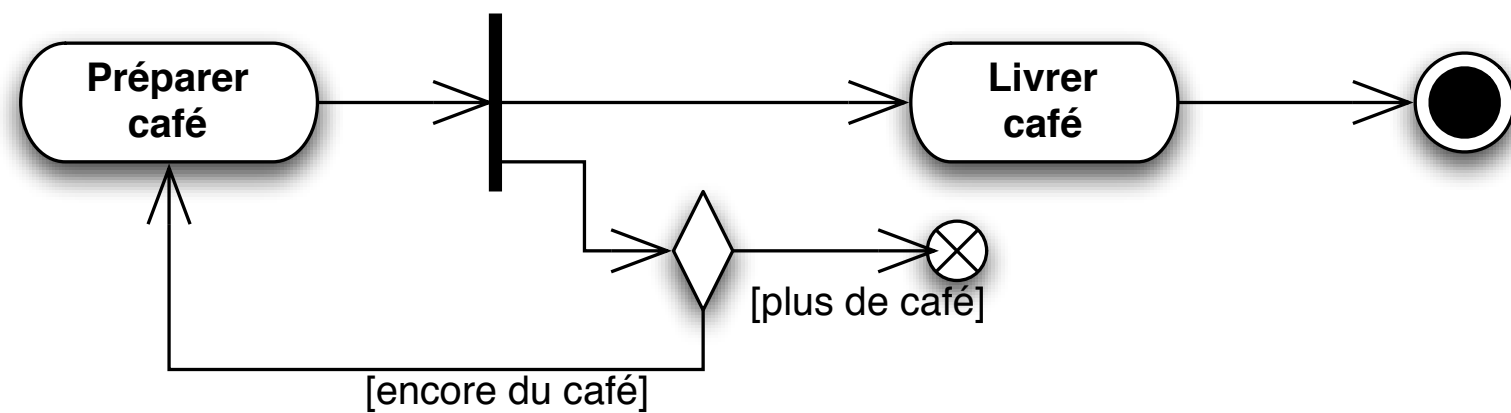 Préparer
café
Livrer
café
[plus de café]
[encore du café]